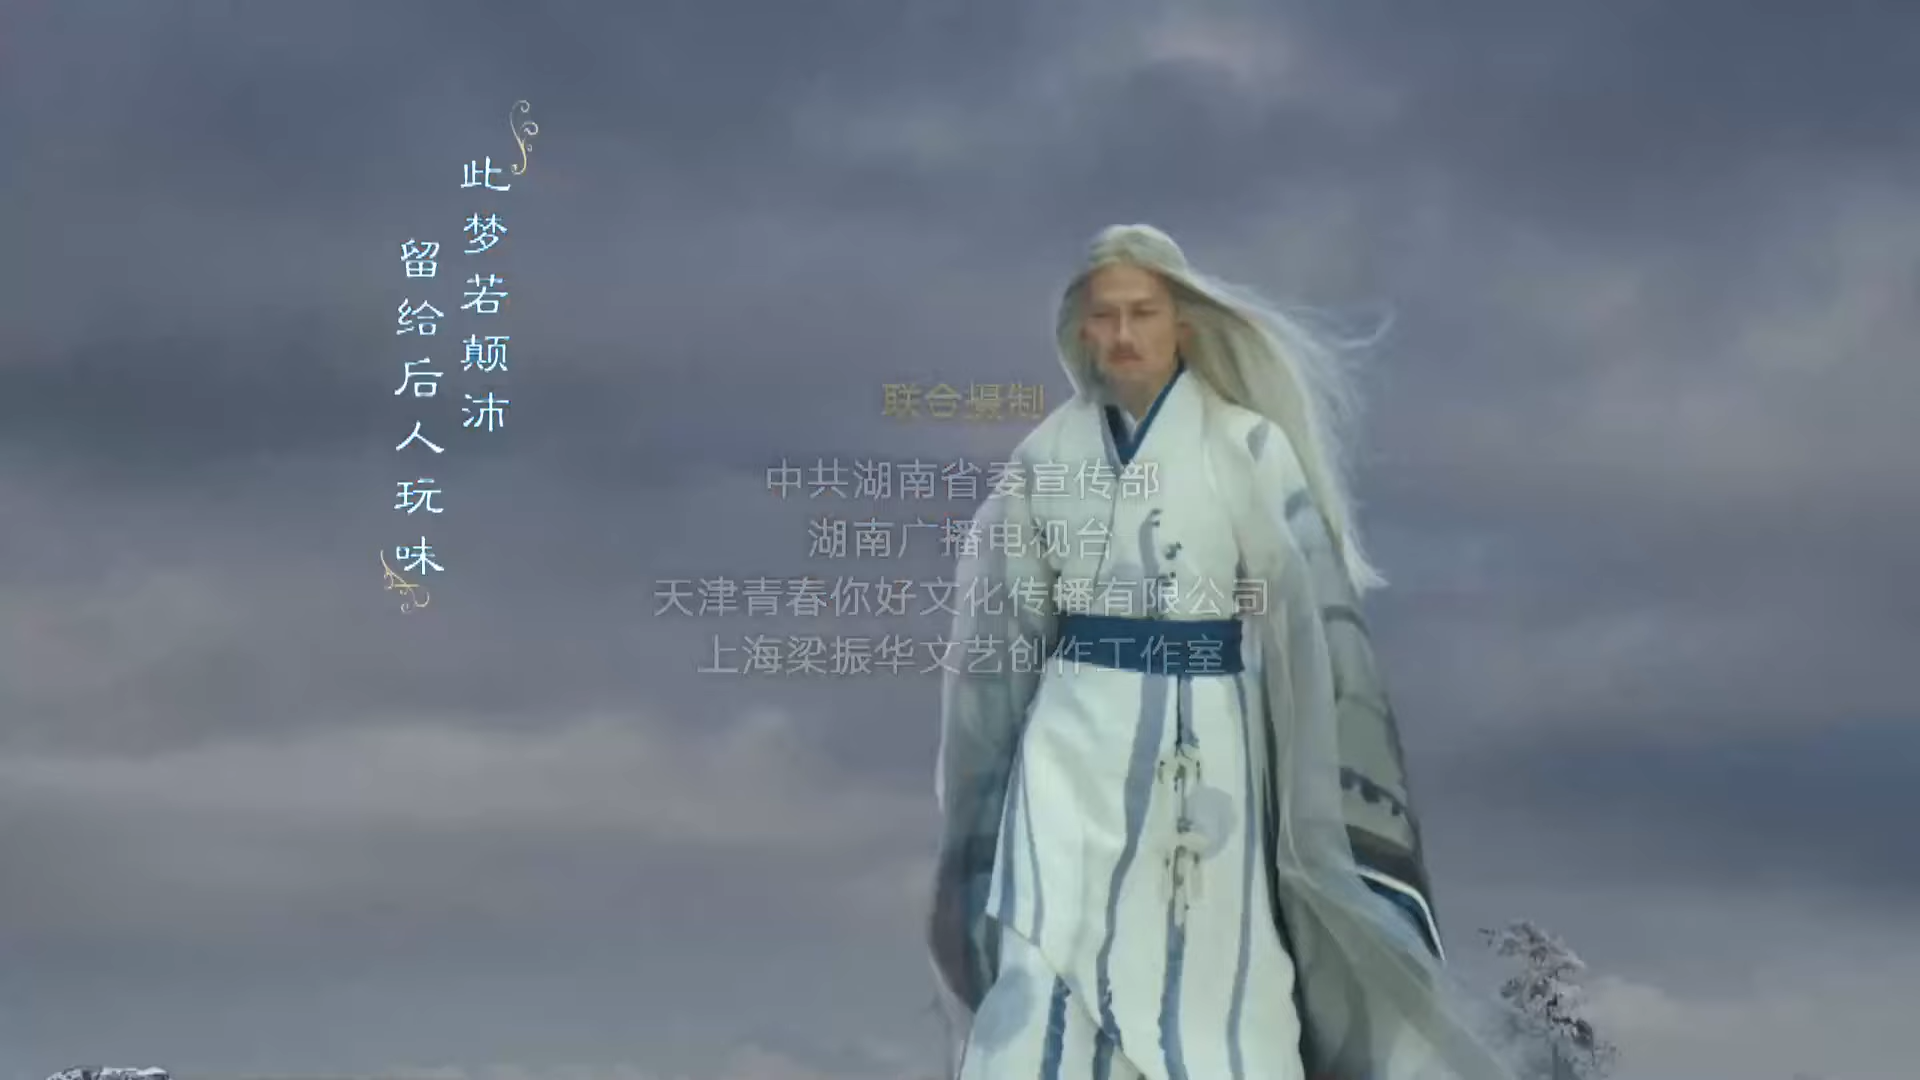 此梦若颠沛
留给后人玩味
联合摄制
中共湖南省委宣传部
湖南广播电视台
天津青春你好文化传播有限公司
上海梁振华文艺创作工作室